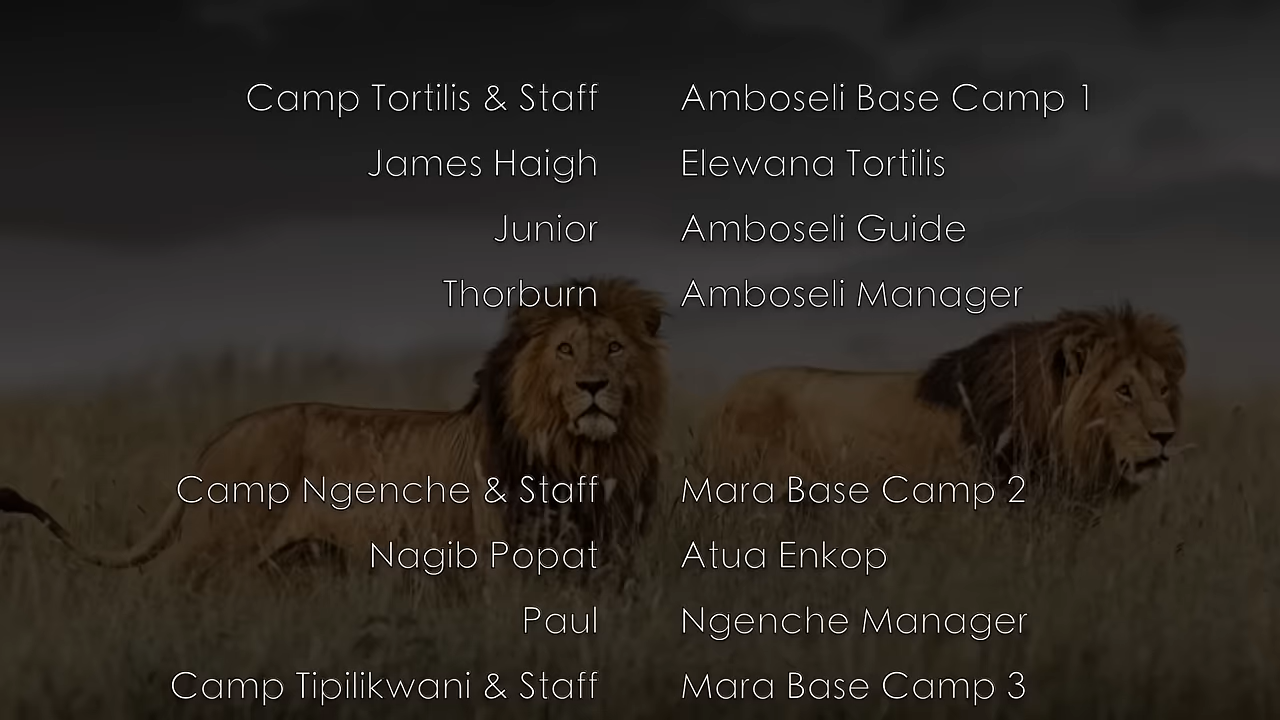 Camp Tortilis & Staff Amboseli Base Camp 1
James Haigh Elewana Tortilis
Junior Amboseli Guide
Thorburn Amboseli Manager
Camp Ngenche & Staff Mara Base Camp 2
Nagib Popat Atua Enkop
Paul Ngenche Manager
Camp Tipilikwani & Staff Mara Base Camp 3